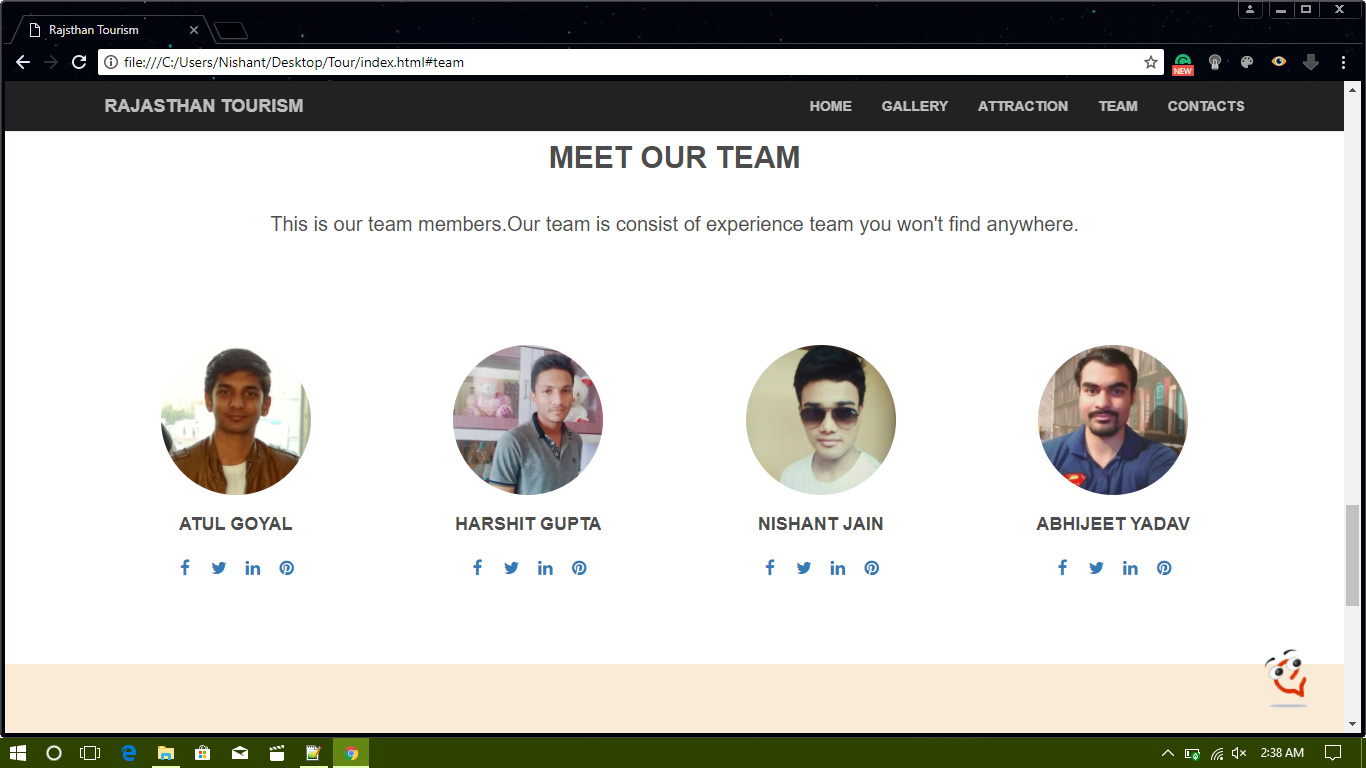 Rajsthan Tourism
file:///C:/Users/Nishant/Desktop/Tour/index.html#team
NEW
RAJASTHAN TOURISM HOME GALLERY ATTRACTION TEAM CONTACTS
MEET OUR TEAM
This is our team members.Our team is consist of experience team you won't find anywhere.
ATUL GOYAL HARSHIT GUPTA NISHANT JAIN ABHIJEET YADAV
2:38 AM